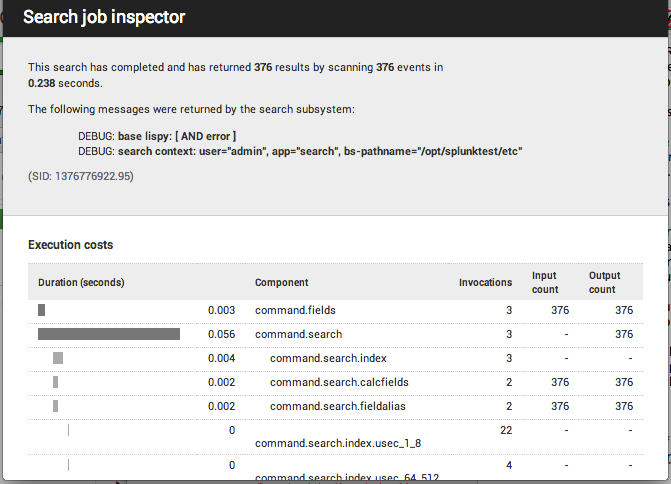 Search job inspector
This search has completed and has returned 376 results by scanning 376 events in
0.238 seconds.
The following messages were returned by the search subsystem:
DEBUG: base lispy: [ AND error ]
DEBUG: search context: user="admin", app="search", bs-pathname="/opt/splunktest/etc"
(SID: 1376776922.95)
Execution costs
Duration (seconds) Component Invocations Input count Output count
0.003 command.fields 3 376 376
0.056 command.search 3 - 376
0.004 command.search.index 3 - -
0.002 command.search.calcfields 2 376 376
0.002 command.search.fieldalias 2 376 376
0 command.search.index.usec_1_8 22 - -
0 command.search.index.usec_64_512 4 - -